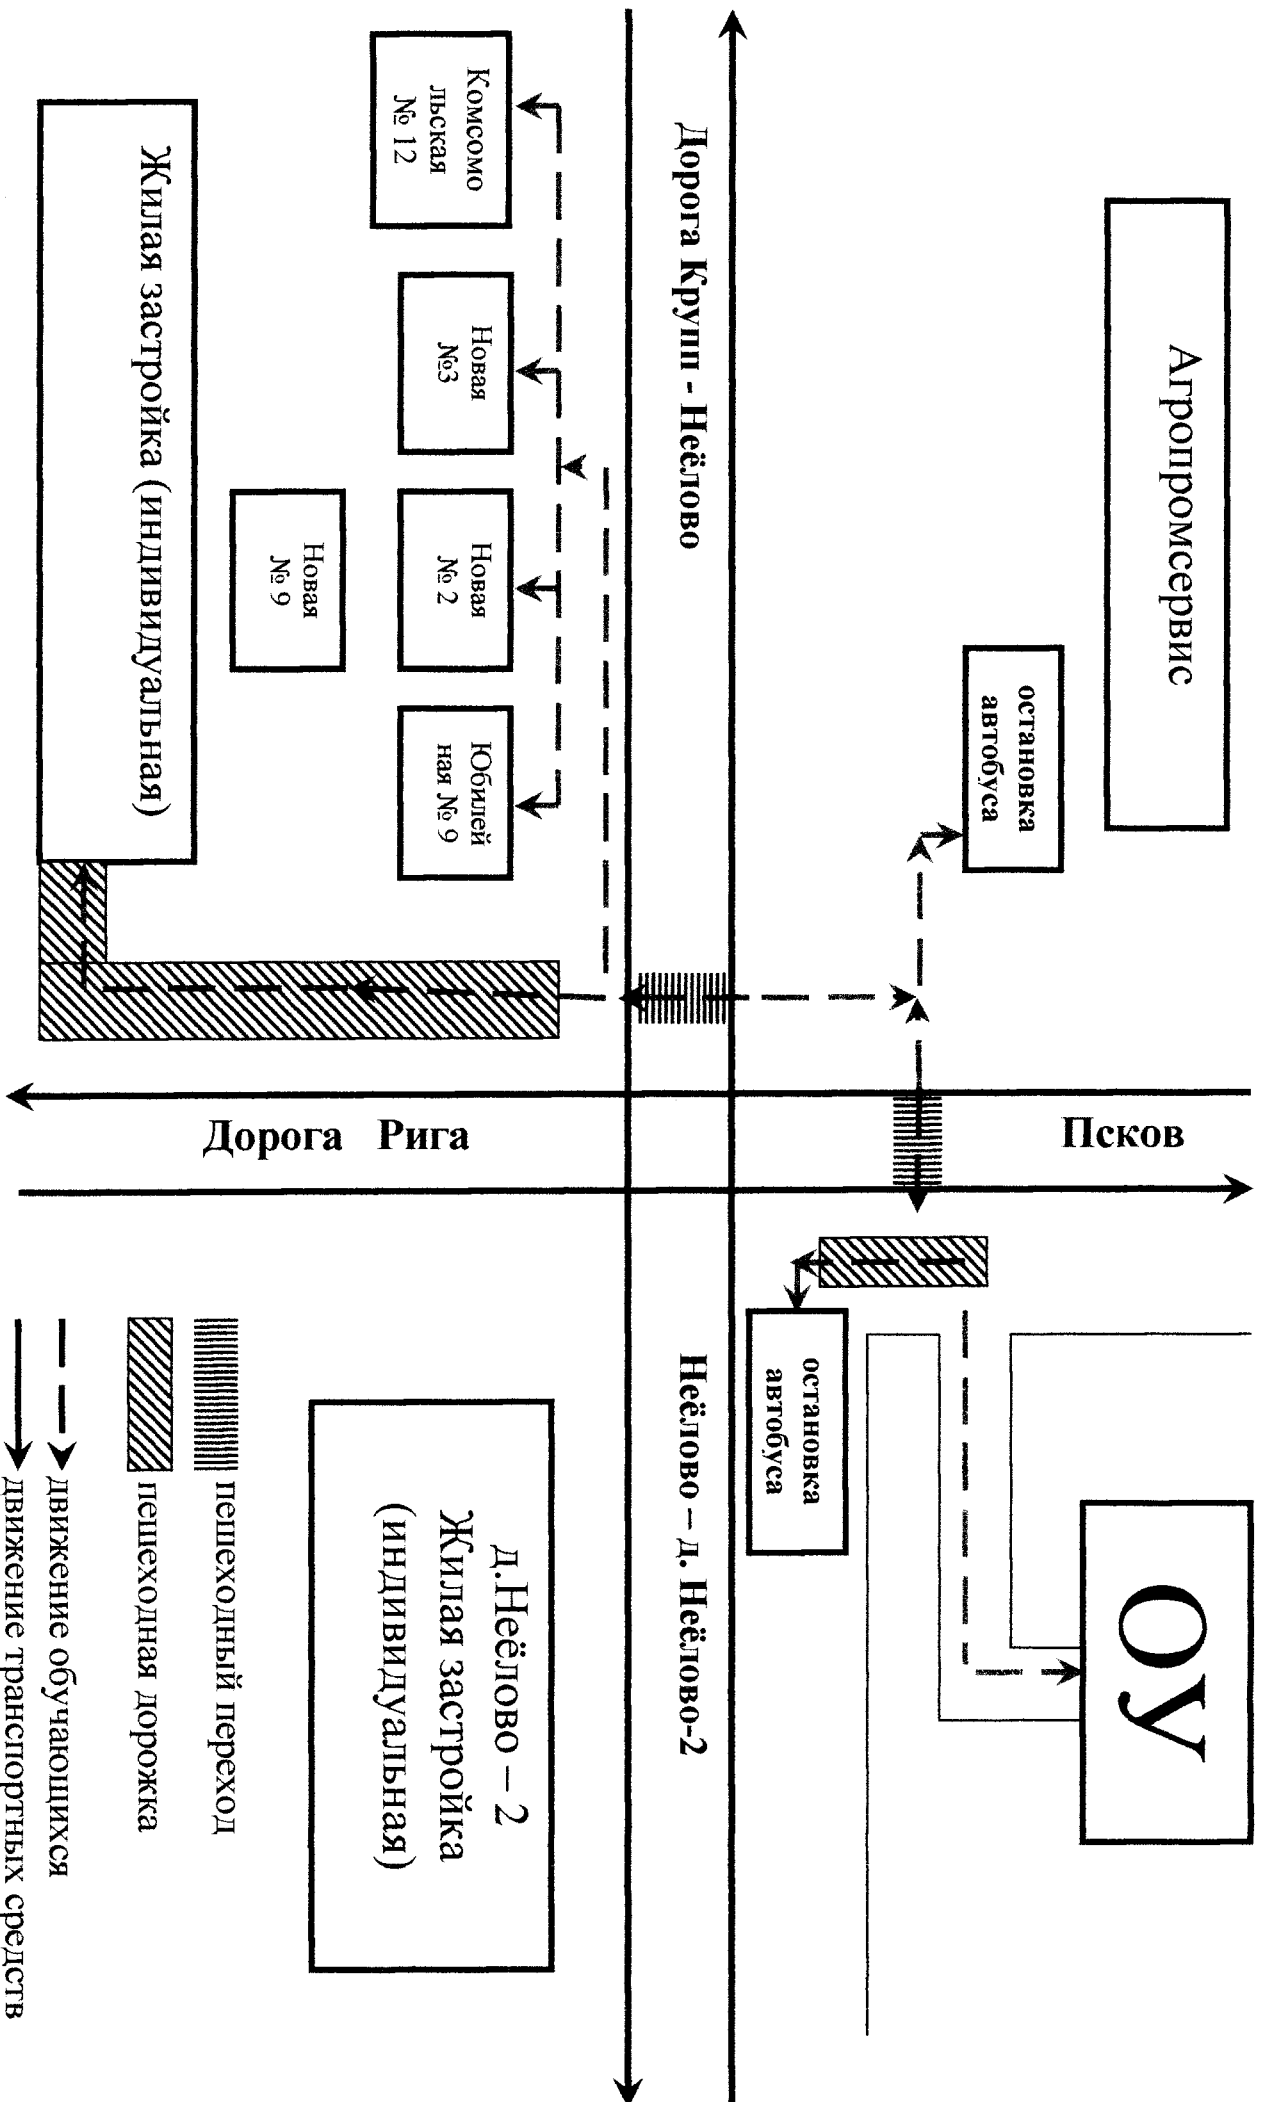 Агропромсервис
остановка
автобуса
ОУ
Псков
Дорога Рига
остановка
автобуса
Дорога Крупп - Неёлово
Неёлово – д. Неёлово-2
Комсомо
льская
№ 12
Новая
№3
Новая
№ 2
Юбилей
ная № 9
Новая
№ 9
Жилая застройка (индивидуальная)
д.Неёлово – 2
Жилая застройка
(индивидуальная)
пешеходный переход
пешеходная дорожка
движение обучающихся
движение транспортных средств